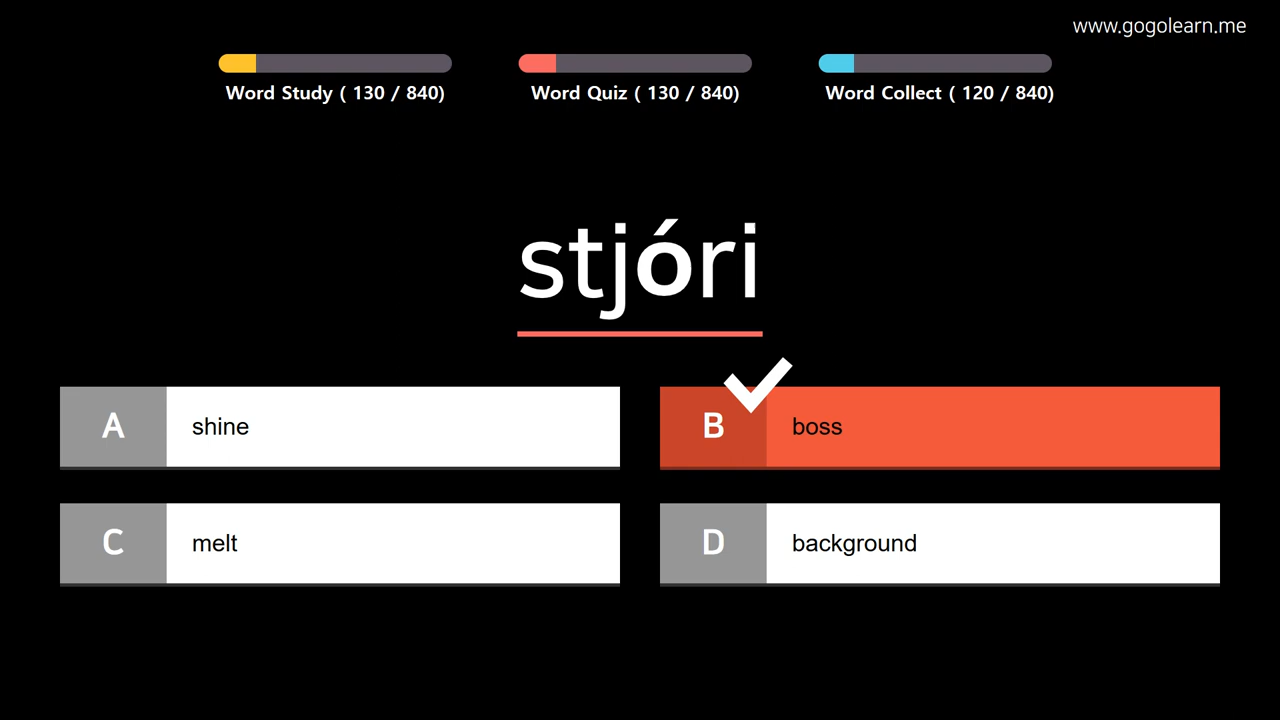 www.gogolearn.me
Word Study ( 130 / 840)
Word Quiz ( 130 / 840)
Word Collect ( 120 / 840)
stjóri
A shine
B boss
C melt
D background